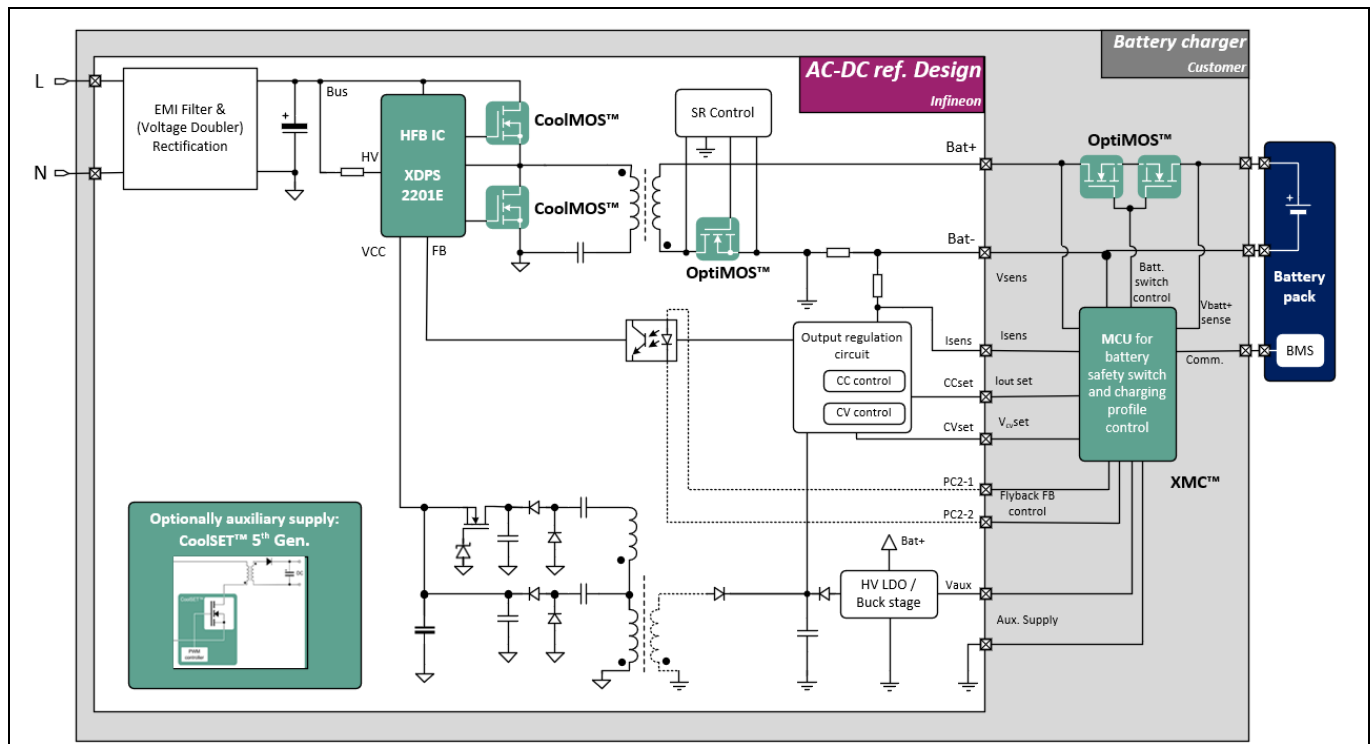 Battery charger
Customer
AC-DC ref. Design
Infineon
L
N
EMI Filter &
(Voltage Doubler)
Rectification
Bus
HV
HFB IC
XDPS
2201E
VCC
FB
CoolMOS™
CoolMOS™
SR Control
OptiMOS™
Bat+
Bat-
OptiMOS™
Vsens
Batt.
switch
control
Vbatt+
sense
Battery
pack
BMS
Output regulation
circuit
CC control
CV control
Isens
Isens
CCset
Iout set
CVset
Vcvset
MCU for
battery
safety switch
and charging
profile
control
Comm.
XMC™
PC2-1
Flyback FB
control
PC2-2
Bat+
HV LDO /
Buck stage
Vaux
Aux. Supply
Optionally auxiliary supply:
CoolSET™ 5th Gen.
CoolSET™
DC
PWM
controller